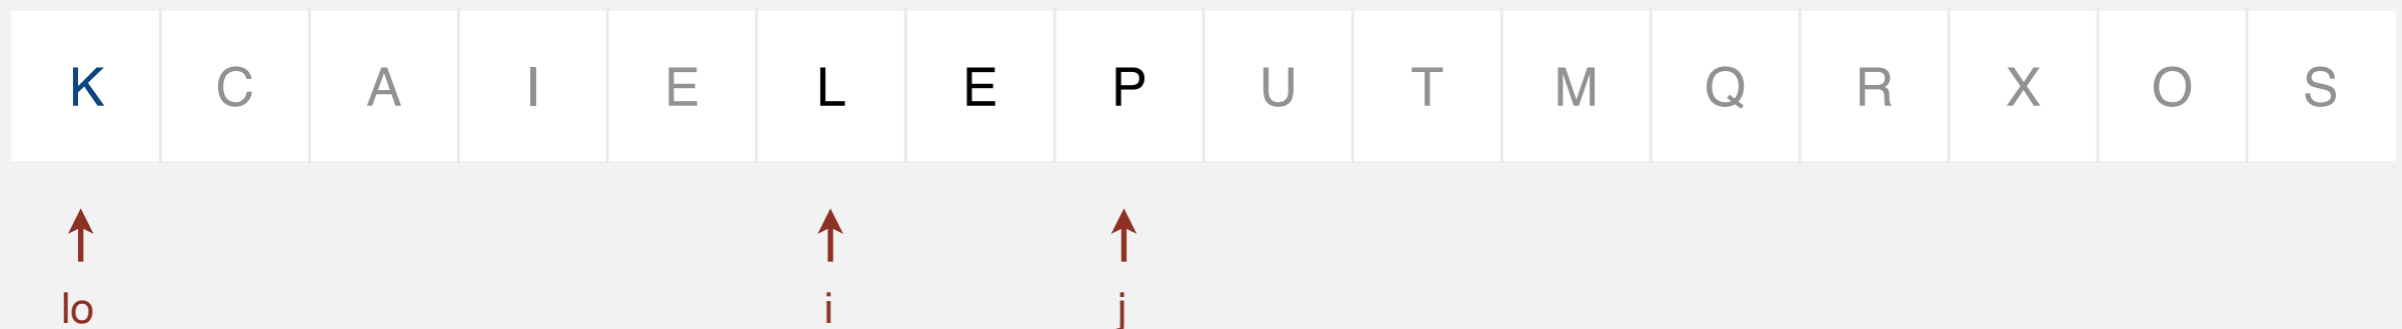 K C A I E L E P U T M Q R X O S
lo i j